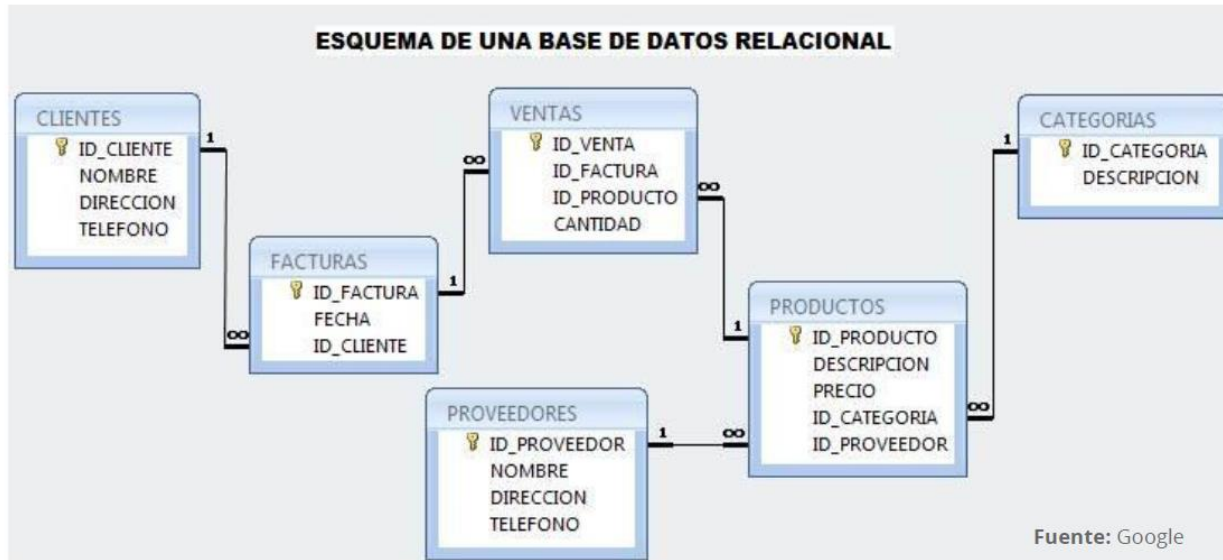 ESQUEMA DE UNA BASE DE DATOS RELACIONAL
CLIENTES
ID_CLIENTE
NOMBRE
DIRECCION
TELEFONO
1
∞
FACTURAS
ID_FACTURA
FECHA
ID_CLIENTE
1
∞
VENTAS
ID_VENTA
ID_FACTURA
ID_PRODUCTO
CANTIDAD
∞
1
PRODUCTOS
ID_PRODUCTO
DESCRIPCION
PRECIO
ID_CATEGORIA
ID_PROVEEDOR
∞
1
CATEGORIAS
ID_CATEGORIA
DESCRIPCION
PROVEEDORES
ID_PROVEEDOR
NOMBRE
DIRECCION
TELEFONO
1
∞
Fuente: Google